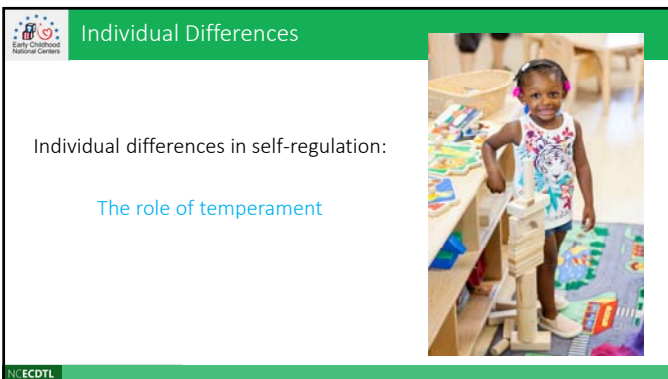 Early Childhood
National Centers
Individual Differences
Individual differences in self-regulation:
The role of temperament
NCECDTL